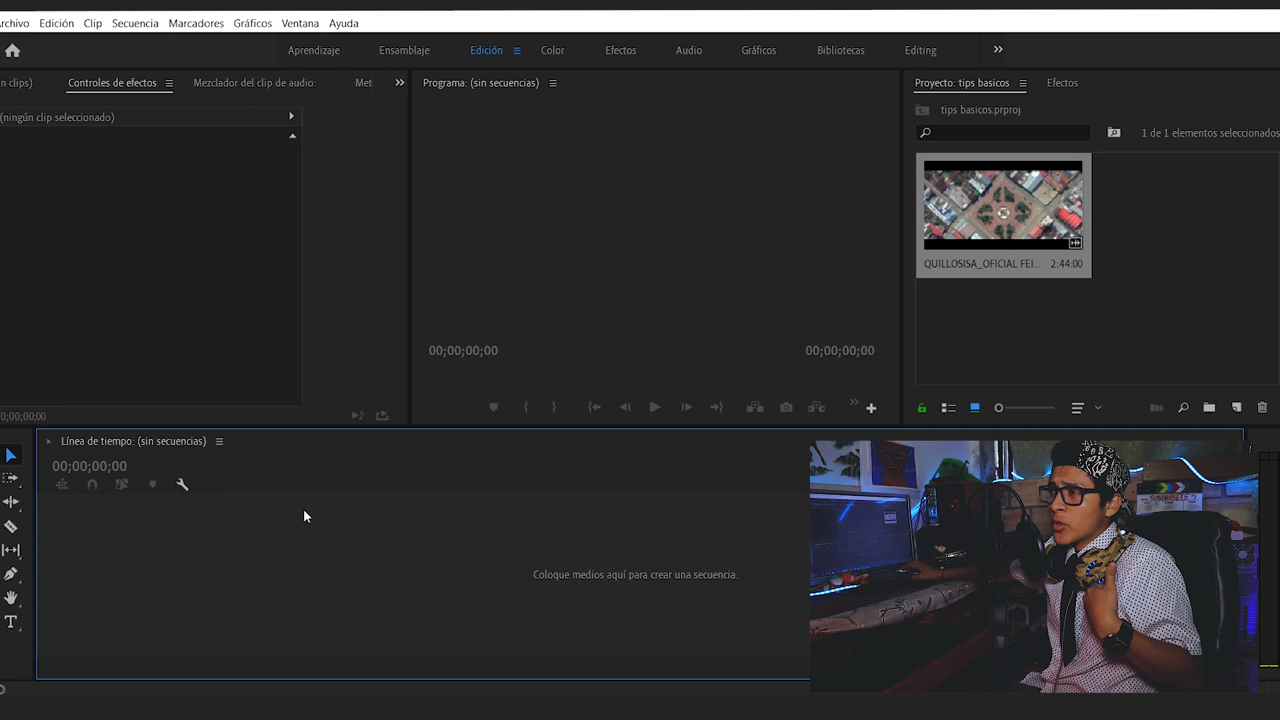 rchivo Edición Clip Secuencia Marcadores Gráficos Ventana Ayuda
Aprendizaje Ensamblaje Edición Color Efectos Audio Gráficos Bibliotecas Editing
n clips) Controles de efectos Mezclador del clip de audio: Met
Programa: (sin secuencias)
Proyecto: tips basicos Efectos
(ningún clip seleccionado)
tips basicos.prproj
1 de 1 elementos seleccionados
QUILLOSISA_OFICIAL FEI... 2:44:00
00;00;00;00 00;00;00;00
0;00;00;00
Línea de tiempo: (sin secuencias)
00;00;00;00
Coloque medios aquí para crear una secuencia.
SUSCRIBETE